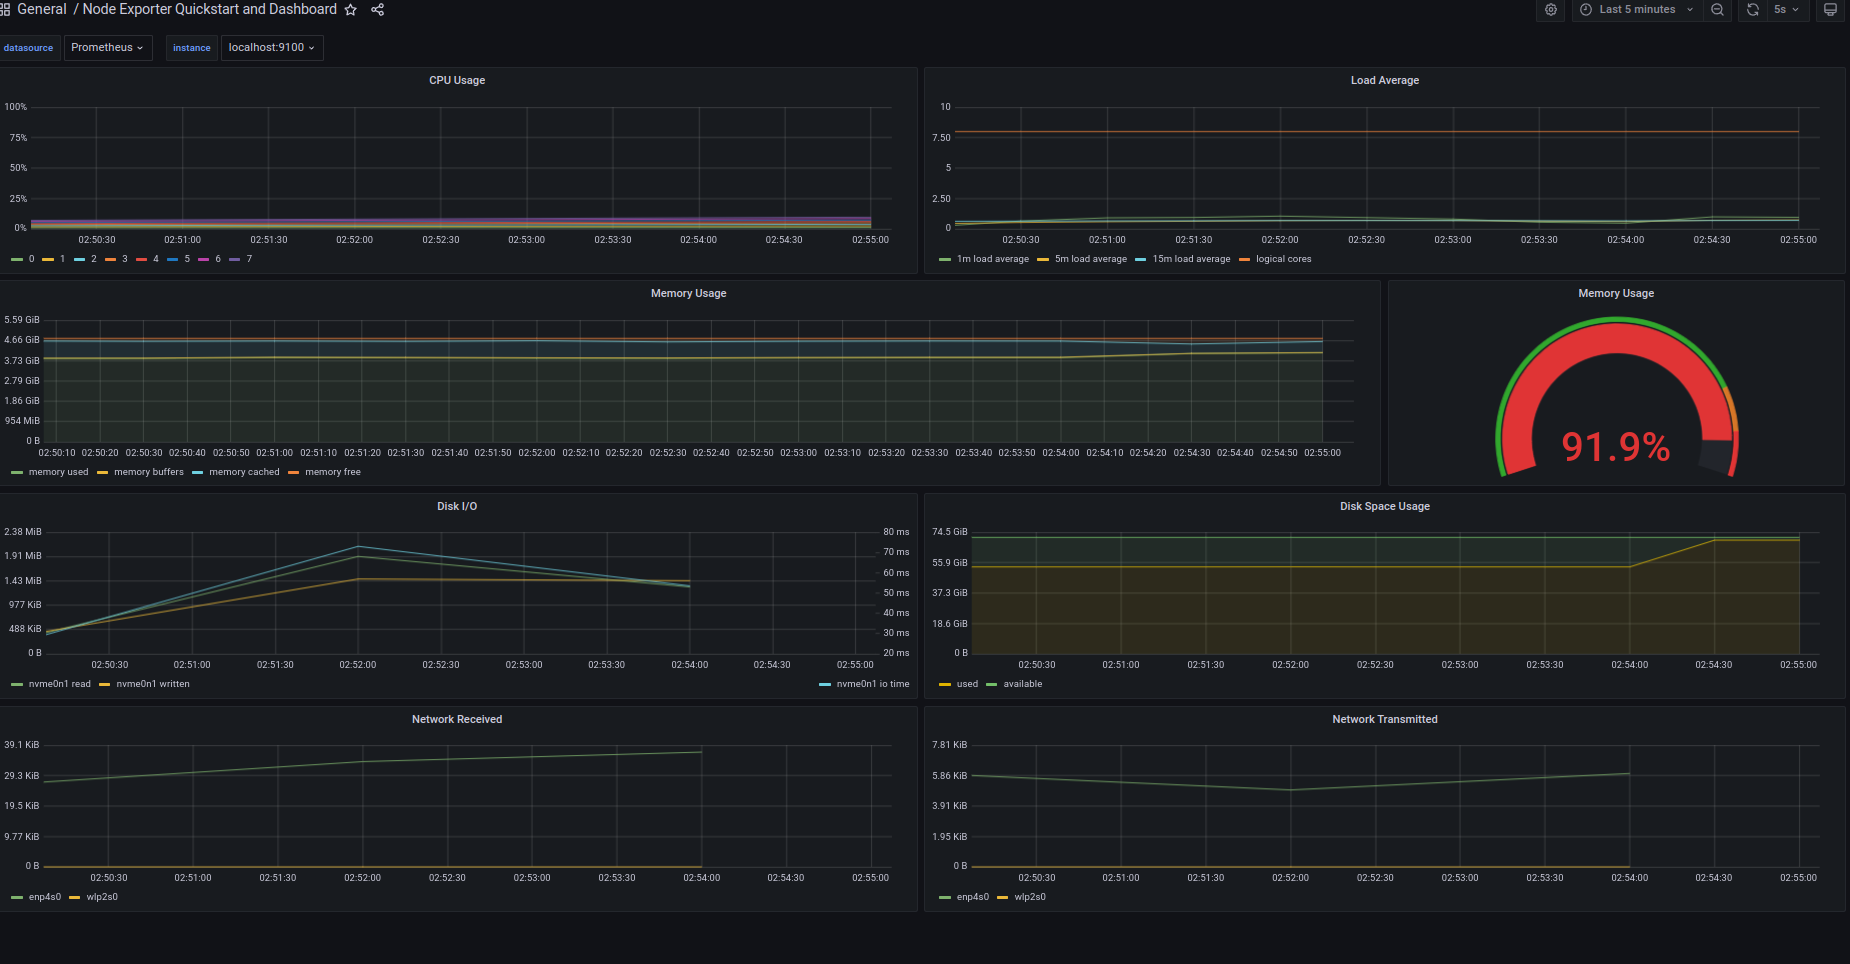 General / Node Exporter Quickstart and Dashboard
Last 5 minutes
5s
datasource
Prometheus
instance
localhost:9100
CPU Usage
100%
75%
50%
25%
0%
02:50:30 02:51:00 02:51:30 02:52:00 02:52:30 02:53:00 02:53:30 02:54:00 02:54:30 02:55:00
0 1 2 3 4 5 6 7
Load Average
10
7.50
5
2.50
0
02:50:30 02:51:00 02:51:30 02:52:00 02:52:30 02:53:00 02:53:30 02:54:00 02:54:30 02:55:00
1m load average 5m load average 15m load average logical cores
Memory Usage
5.59 GiB
4.66 GiB
3.73 GiB
2.79 GiB
1.86 GiB
954 MiB
0 B
02:50:10 02:50:20 02:50:30 02:50:40 02:50:50 02:51:00 02:51:10 02:51:20 02:51:30 02:51:40 02:51:50 02:52:00 02:52:10 02:52:20 02:52:30 02:52:40 02:52:50 02:53:00 02:53:10 02:53:20 02:53:30 02:53:40 02:53:50 02:54:00 02:54:10 02:54:20 02:54:30 02:54:40 02:54:50 02:55:00
memory used memory buffers memory cached memory free
Memory Usage
91.9%
Disk I/O
2.38 MiB
1.91 MiB
1.43 MiB
977 KiB
488 KiB
0 B
80 ms
70 ms
60 ms
50 ms
40 ms
30 ms
20 ms
02:50:30 02:51:00 02:51:30 02:52:00 02:52:30 02:53:00 02:53:30 02:54:00 02:54:30 02:55:00
nvme0n1 read nvme0n1 written nvme0n1 io time
Disk Space Usage
74.5 GiB
55.9 GiB
37.3 GiB
18.6 GiB
0 B
02:50:30 02:51:00 02:51:30 02:52:00 02:52:30 02:53:00 02:53:30 02:54:00 02:54:30 02:55:00
used available
Network Received
39.1 KiB
29.3 KiB
19.5 KiB
9.77 KiB
0 B
02:50:30 02:51:00 02:51:30 02:52:00 02:52:30 02:53:00 02:53:30 02:54:00 02:54:30 02:55:00
enp4s0 wlp2s0
Network Transmitted
7.81 KiB
5.86 KiB
3.91 KiB
1.95 KiB
0 B
02:50:30 02:51:00 02:51:30 02:52:00 02:52:30 02:53:00 02:53:30 02:54:00 02:54:30 02:55:00
enp4s0 wlp2s0